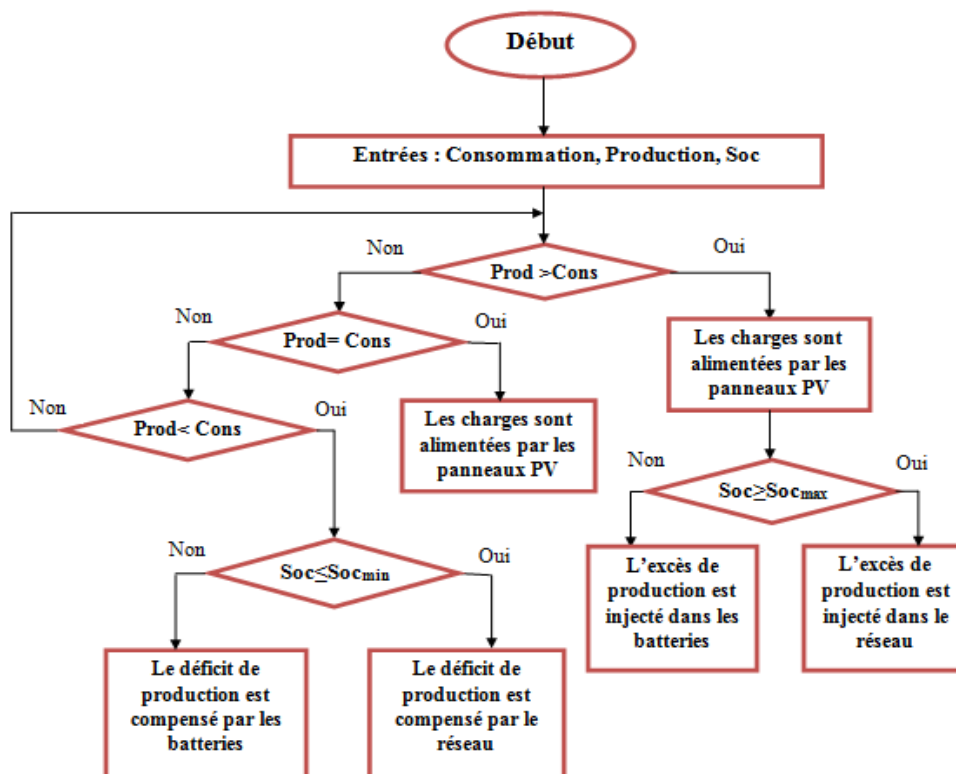 Début
Entrées : Consommation, Production, Soc
Non
Oui
Prod >Cons
Non
Oui
Prod= Cons
Les charges sont
alimentées par les
panneaux PV
Non
Oui
Prod< Cons
Les charges sont
alimentées par les
panneaux PV
Non
Oui
Soc≥Socmax
Non
Oui
Soc≤Socmin
L'excès de
production est
injecté dans les
batteries
L'excès de
production est
injecté dans le
réseau
Le déficit de
production est
compensé par les
batteries
Le déficit de
production est
compensé par le
réseau